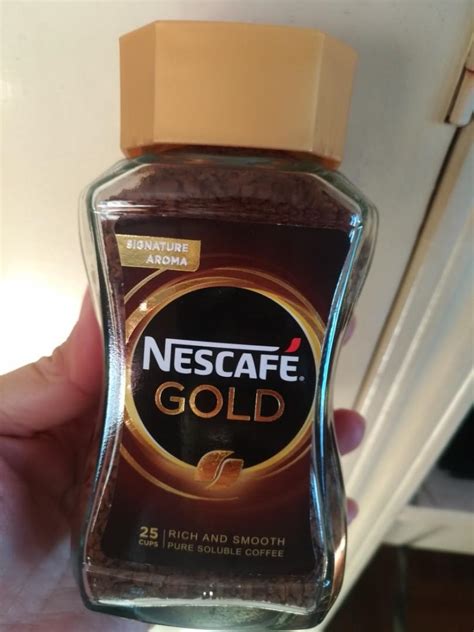 SIGNATURE
AROMA
NESCAFÉ®
GOLD
25 CUPS
RICH AND SMOOTH
PURE SOLUBLE COFFEE